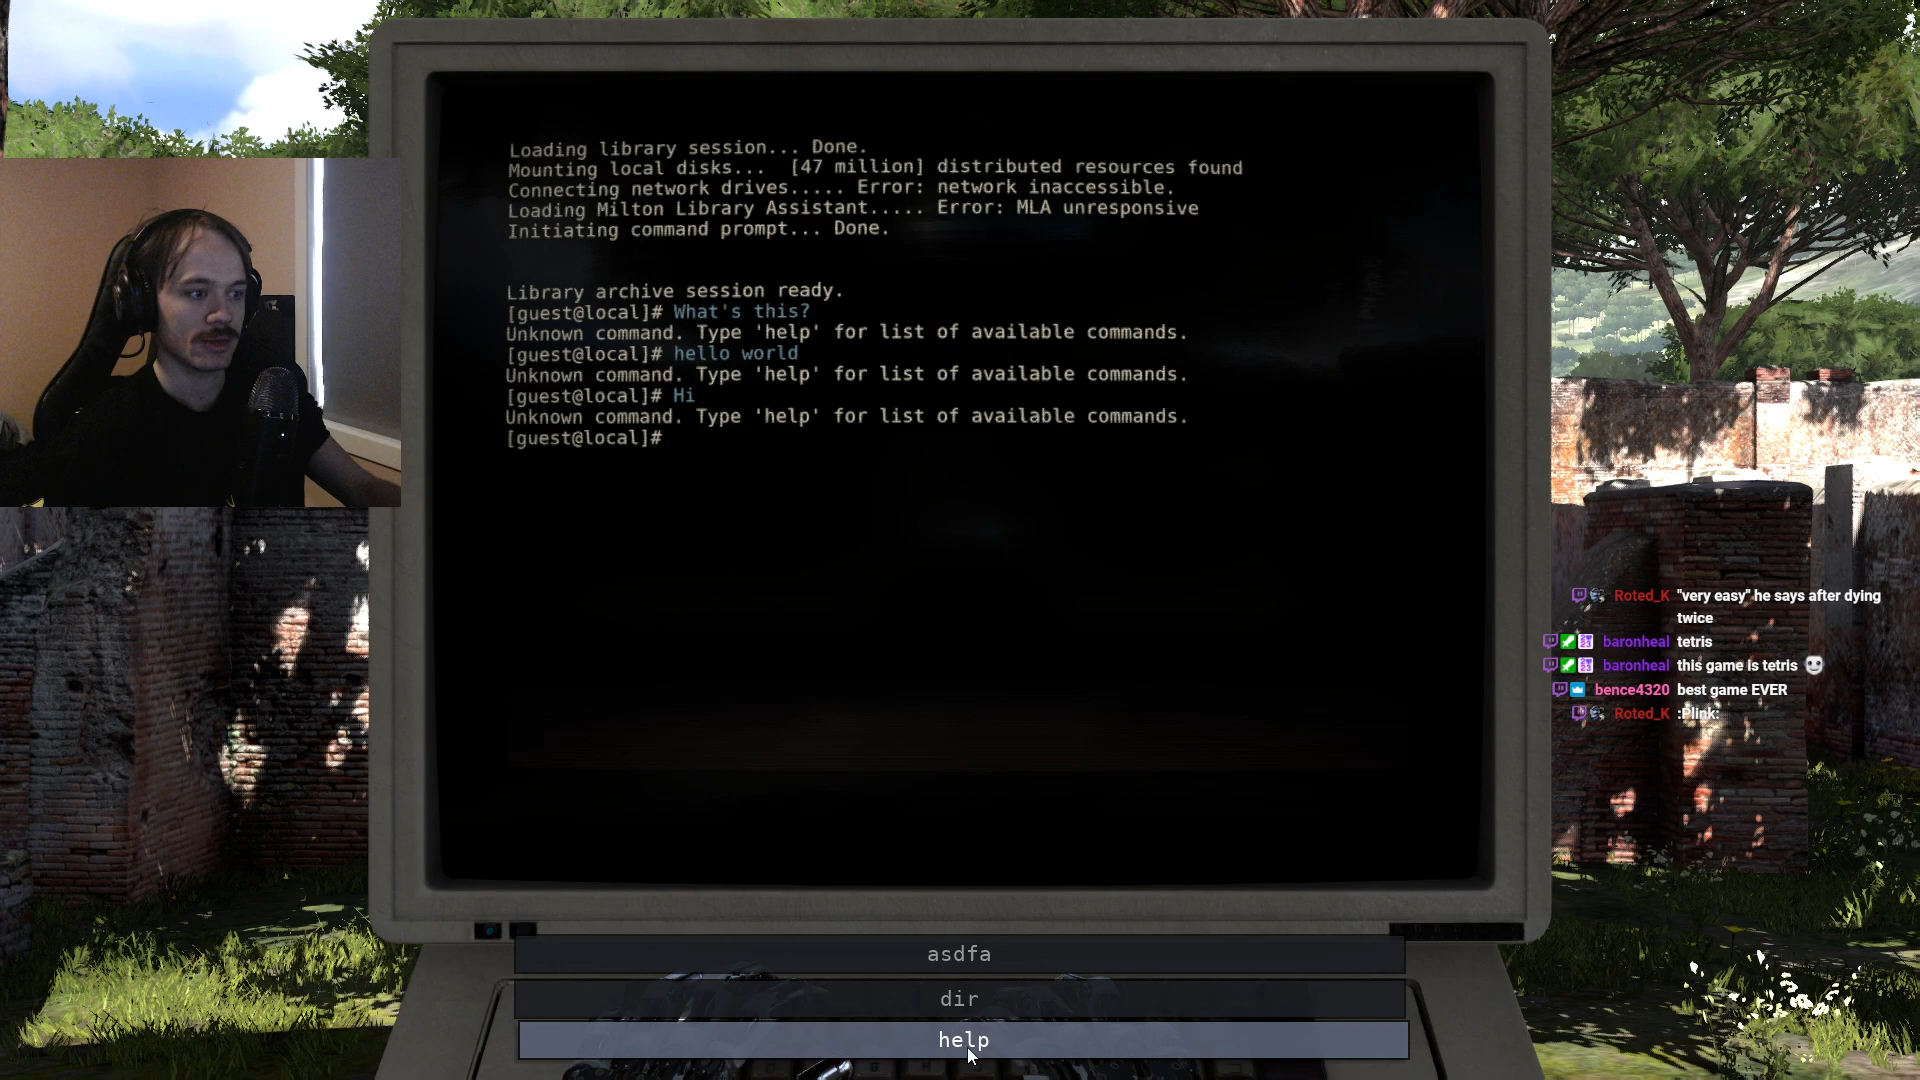 Loading library session... Done.
Mounting local disks... [47 million] distributed resources found
Connecting network drives..... Error: network inaccessible.
Loading Milton Library Assistant..... Error: MLA unresponsive
Initiating command prompt... Done.
Library archive session ready.
[guest@local]# What's this?
Unknown command. Type 'help' for list of available commands.
[guest@local]# hello world
Unknown command. Type 'help' for list of available commands.
[guest@local]# Hi
Unknown command. Type 'help' for list of available commands.
[guest@local]#
asdfa
dir
help
Roted_K "very easy" he says after dying
twice
baronheal tetris
baronheal this game is tetris
bence4320 best game EVER
Roted_K :Plink: